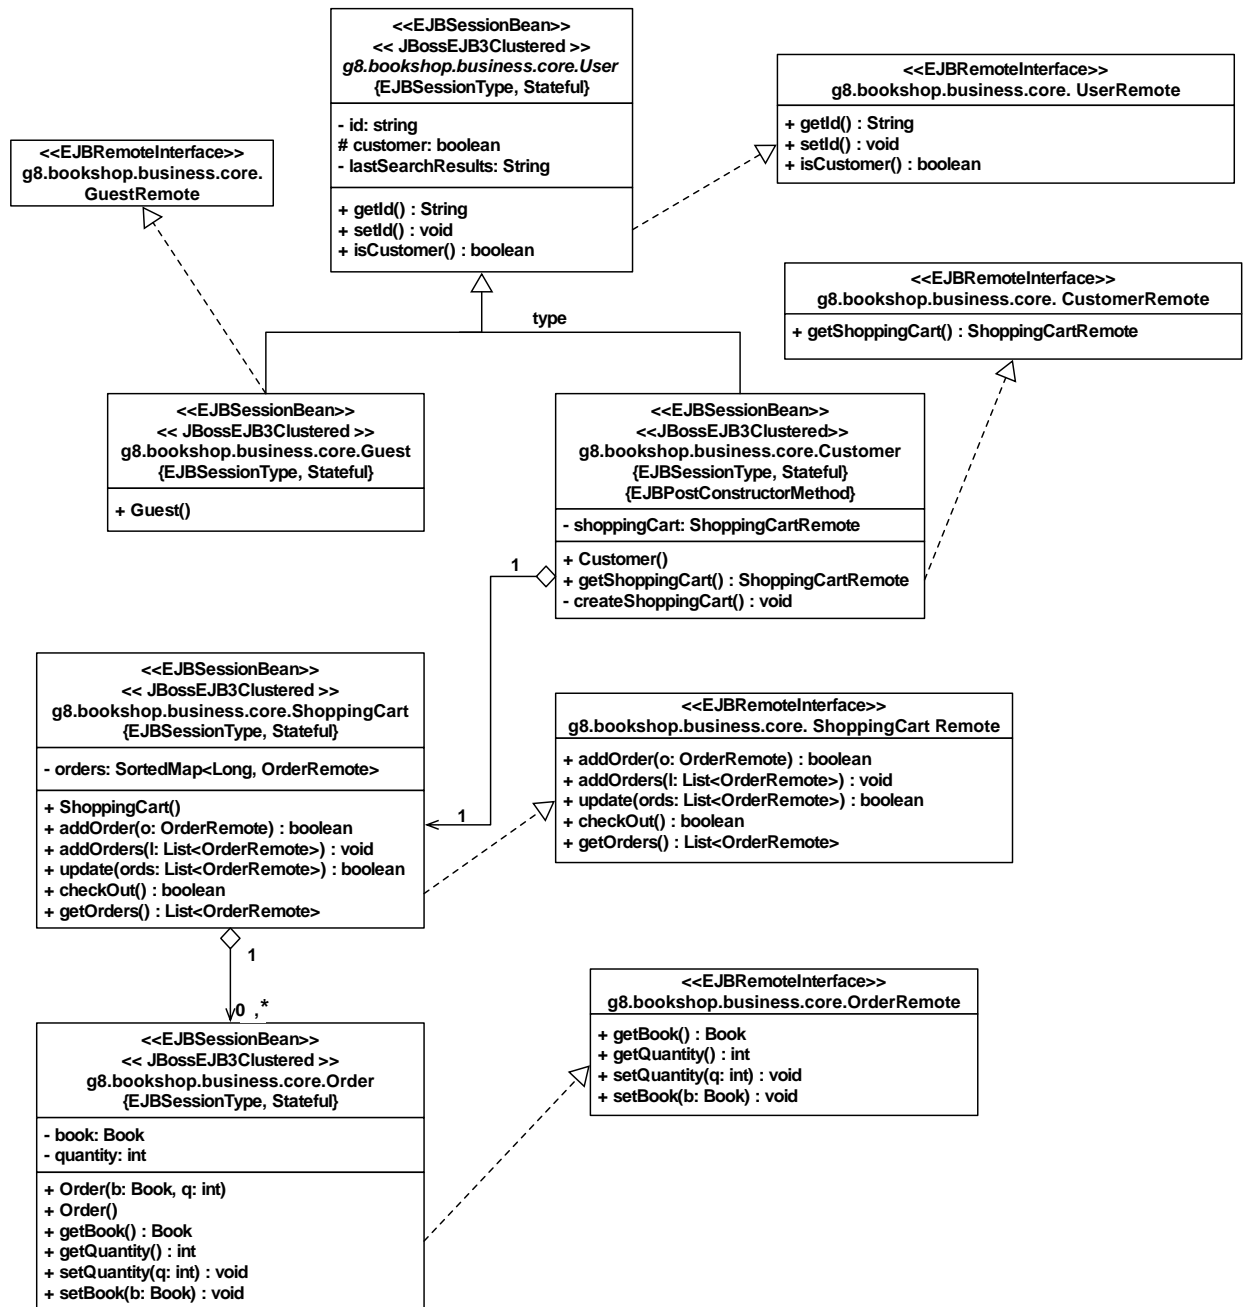 <<EJBSessionBean>>
<< JBossEJB3Clustered >>
g8.bookshop.business.core.User
{EJBSessionType, Stateful}
- id: string
# customer: boolean
- lastSearchResults: String
+ getId() : String
+ setId() : void
+ isCustomer() : boolean
<<EJBRemoteInterface>>
g8.bookshop.business.core. UserRemote
+ getId() : String
+ setId() : void
+ isCustomer() : boolean
<<EJBRemoteInterface>>
g8.bookshop.business.core.
GuestRemote
<<EJBRemoteInterface>>
g8.bookshop.business.core. CustomerRemote
+ getShoppingCart() : ShoppingCartRemote
type
<<EJBSessionBean>>
<< JBossEJB3Clustered >>
g8.bookshop.business.core.Guest
{EJBSessionType, Stateful}
+ Guest()
<<EJBSessionBean>>
<<JBossEJB3Clustered>>
g8.bookshop.business.core.Customer
{EJBSessionType, Stateful}
{EJBPostConstructorMethod}
- shoppingCart: ShoppingCartRemote
+ Customer()
+ getShoppingCart() : ShoppingCartRemote
- createShoppingCart() : void
1
1
<<EJBSessionBean>>
<< JBossEJB3Clustered >>
g8.bookshop.business.core.ShoppingCart
{EJBSessionType, Stateful}
- orders: SortedMap<Long, OrderRemote>
+ ShoppingCart()
+ addOrder(o: OrderRemote) : boolean
+ addOrders(l: List<OrderRemote>) : void
+ update(ords: List<OrderRemote>) : boolean
+ checkOut() : boolean
+ getOrders() : List<OrderRemote>
<<EJBRemoteInterface>>
g8.bookshop.business.core. ShoppingCart Remote
+ addOrder(o: OrderRemote) : boolean
+ addOrders(l: List<OrderRemote>) : void
+ update(ords: List<OrderRemote>) : boolean
+ checkOut() : boolean
+ getOrders() : List<OrderRemote>
1
0 ,*
<<EJBSessionBean>>
<< JBossEJB3Clustered >>
g8.bookshop.business.core.Order
{EJBSessionType, Stateful}
- book: Book
- quantity: int
+ Order(b: Book, q: int)
+ Order()
+ getBook() : Book
+ getQuantity() : int
+ setQuantity(q: int) : void
+ setBook(b: Book) : void
<<EJBRemoteInterface>>
g8.bookshop.business.core.OrderRemote
+ getBook() : Book
+ getQuantity() : int
+ setQuantity(q: int) : void
+ setBook(b: Book) : void